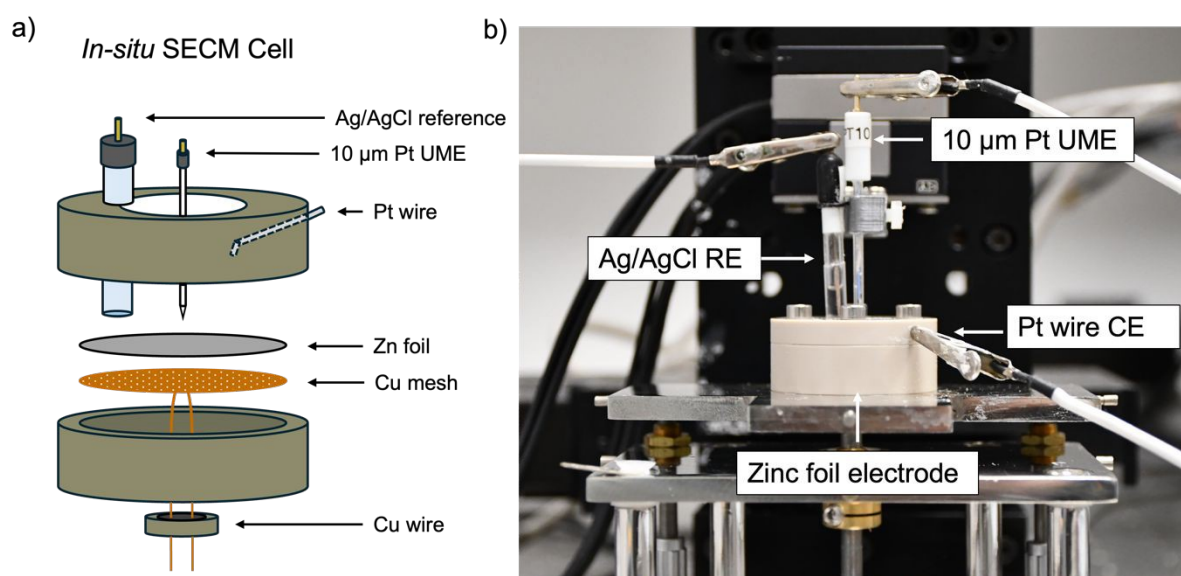 a)
In-situ SECM Cell
Ag/AgCl reference
10 µm Pt UME
Pt wire
Zn foil
Cu mesh
Cu wire
b)
PT10
10 µm Pt UME
Ag/AgCl RE
Pt wire CE
Zinc foil electrode